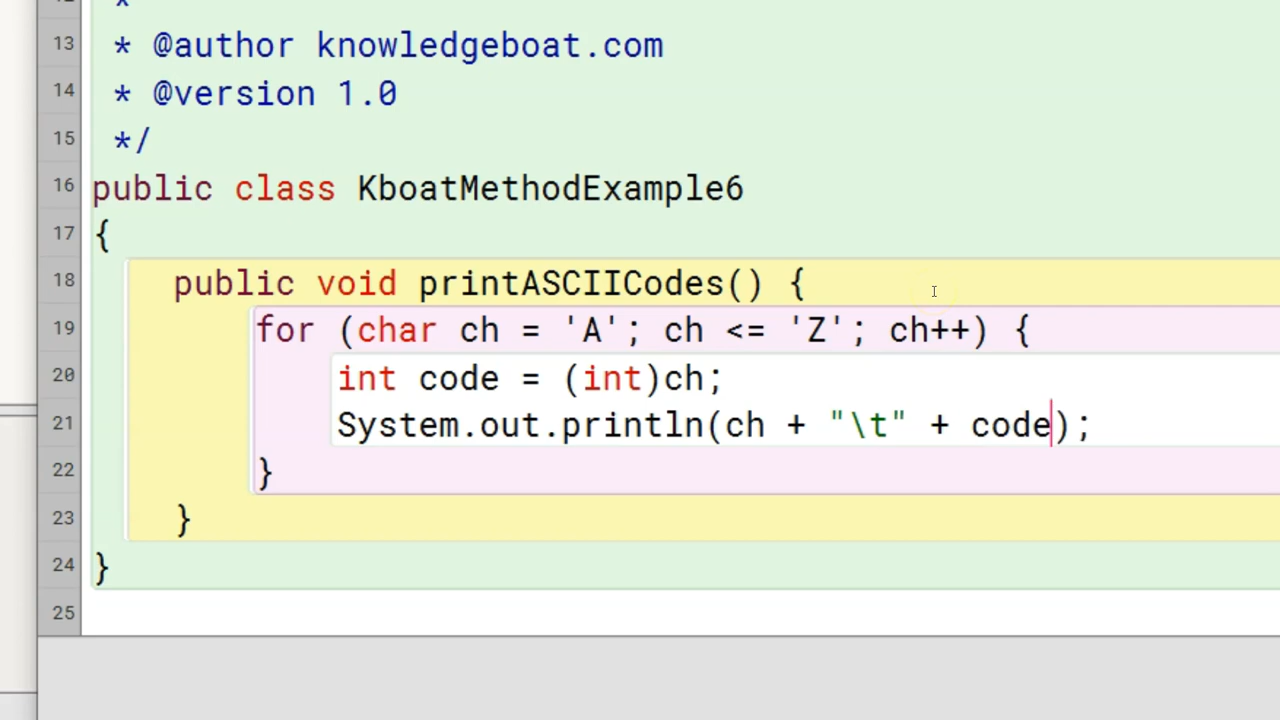 12 *
13 * @author knowledgeboat.com
14 * @version 1.0
15 */
16 public class KboatMethodExample6
17 {
18 public void printASCIICodes() {
19 for (char ch = 'A'; ch <= 'Z'; ch++) {
20 int code = (int)ch;
21 System.out.println(ch + "\t" + code);
22 }
23 }
24 }
25